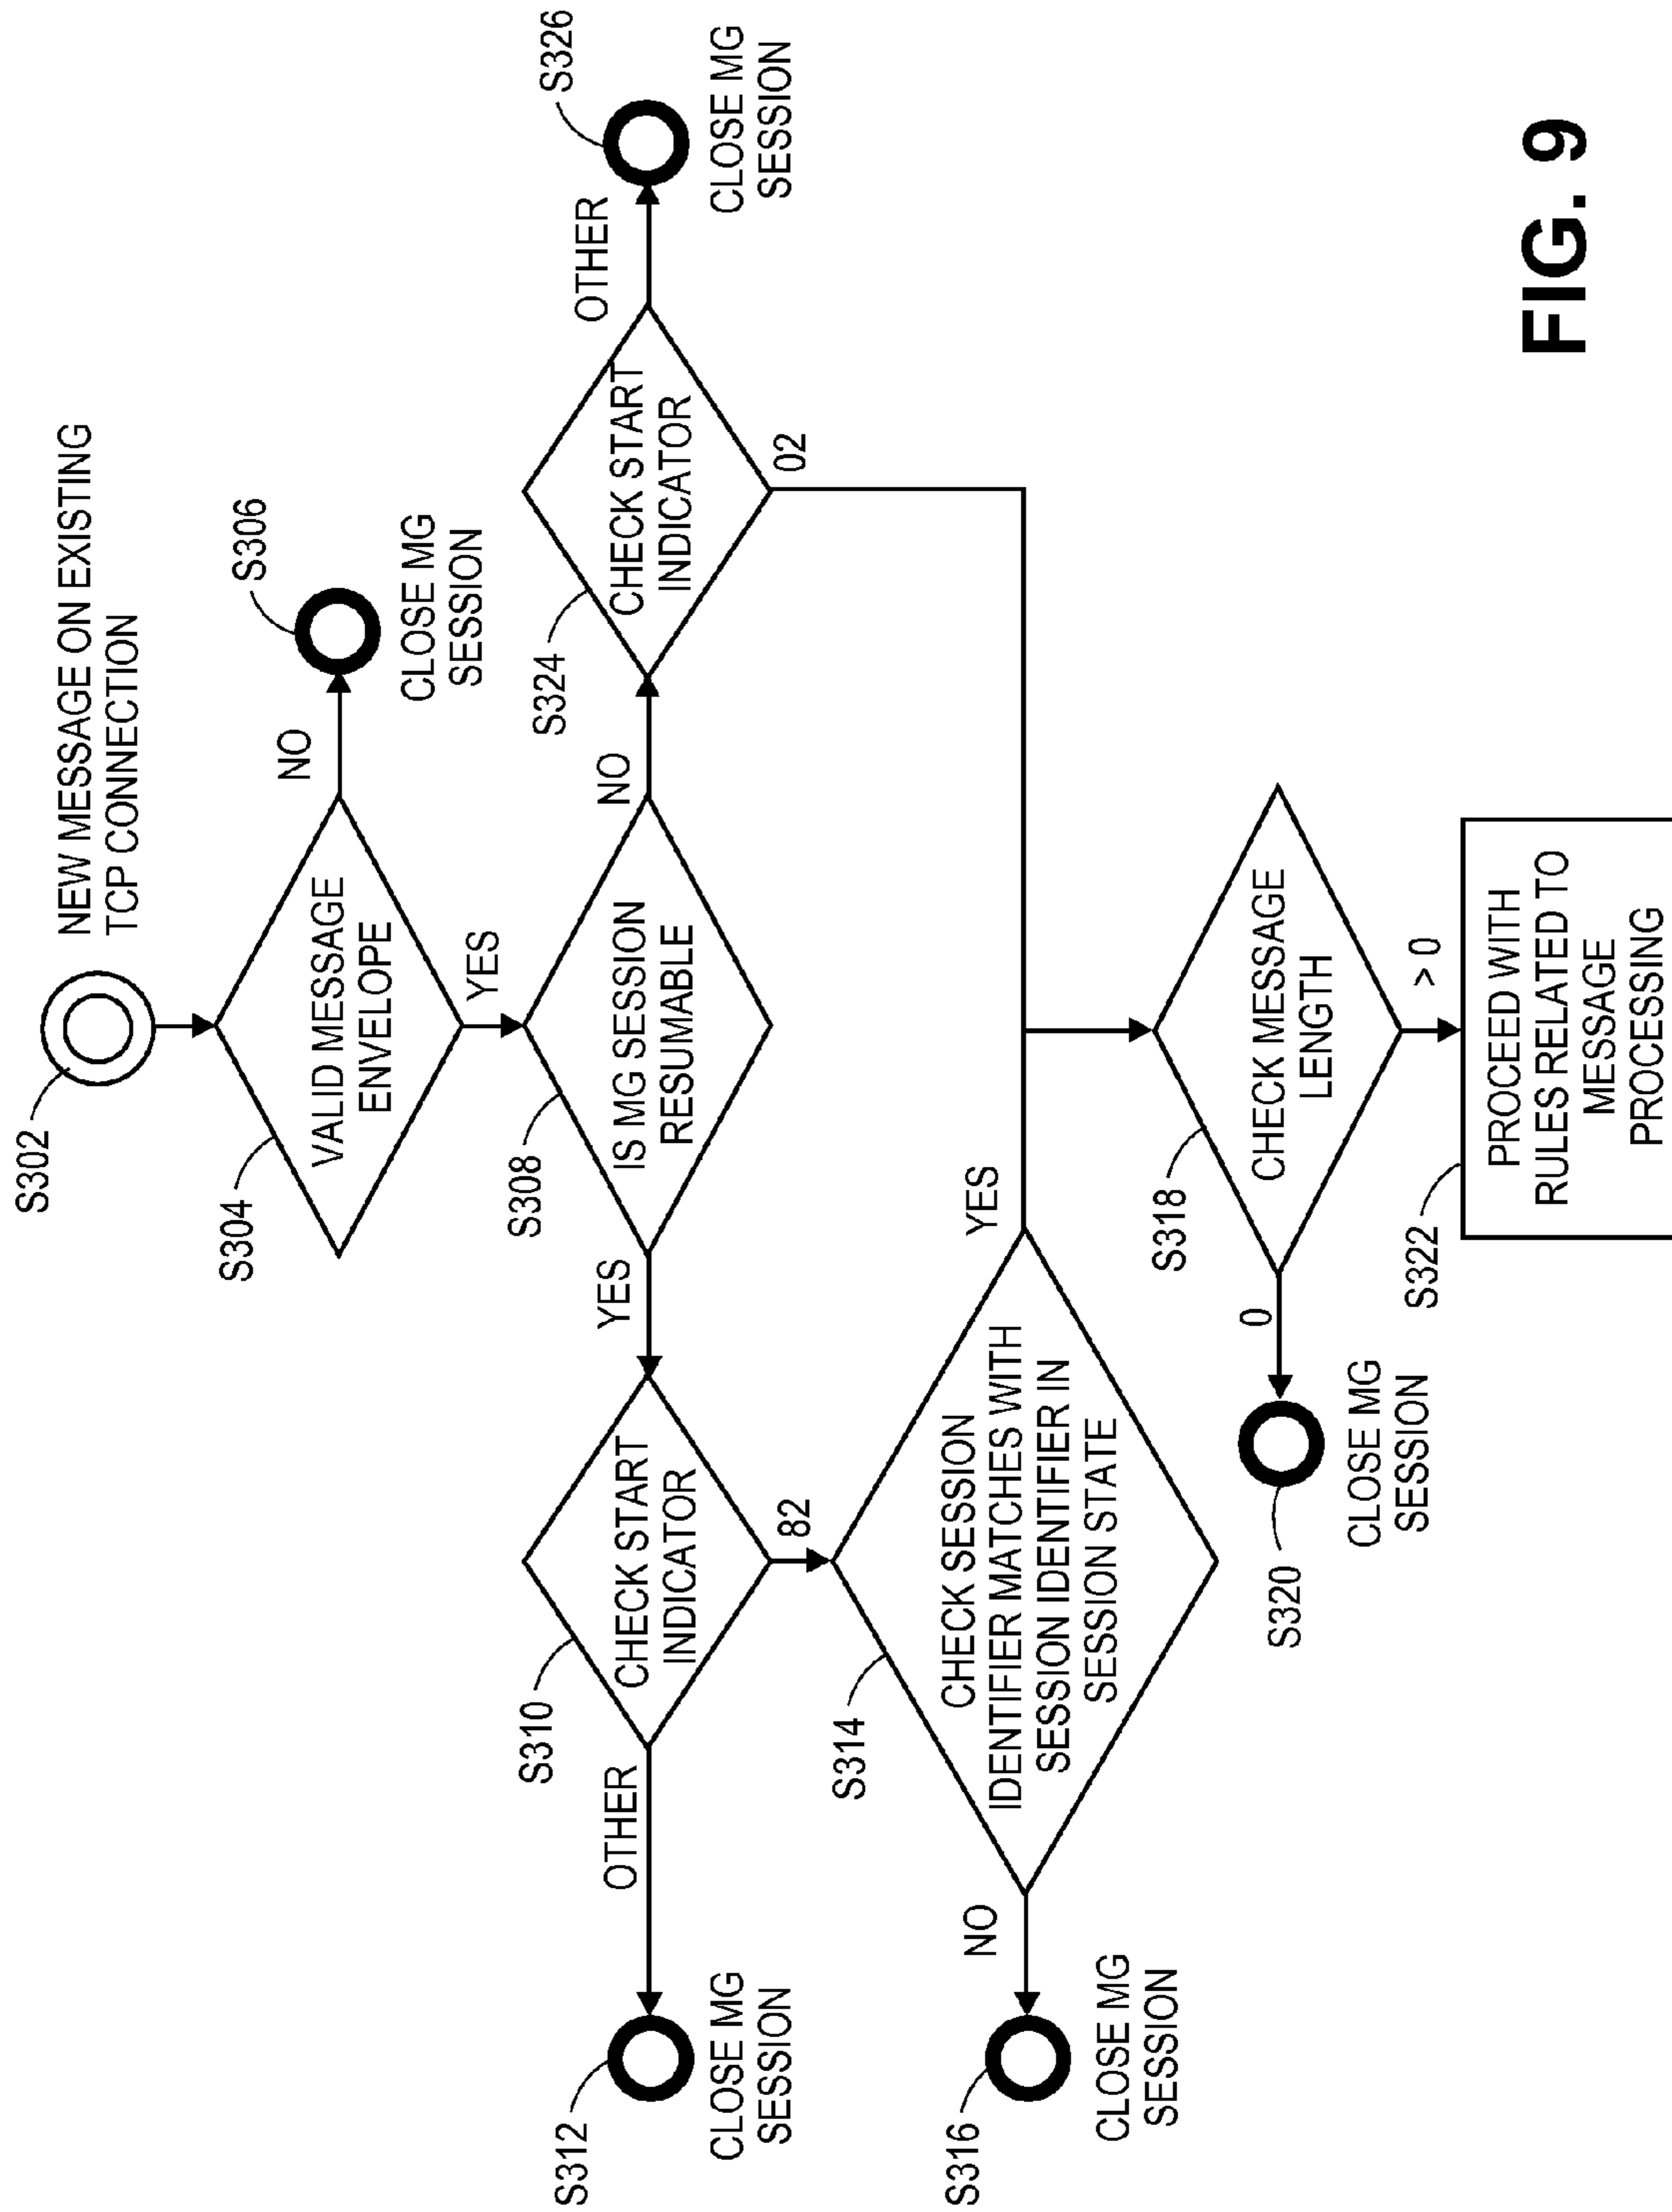 NEW MESSAGE ON EXISTING
TCP CONNECTION
S302
S304
VALID MESSAGE
ENVELOPE
NO
S306
CLOSE MG
SESSION
YES
S308
IS MG SESSION
RESUMABLE
YES
NO
S310
CHECK START
INDICATOR
OTHER
S312
CLOSE MG
SESSION
82
S324
CHECK START
INDICATOR
OTHER
S326
CLOSE MG
SESSION
02
S314
CHECK SESSION
IDENTIFIER MATCHES WITH
SESSION IDENTIFIER IN
SESSION STATE
NO
S316
CLOSE MG
SESSION
YES
S318
CHECK MESSAGE
LENGTH
0
S320
CLOSE MG
SESSION
> 0
S322
PROCEED WITH
RULES RELATED TO
MESSAGE
PROCESSING
FIG. 9